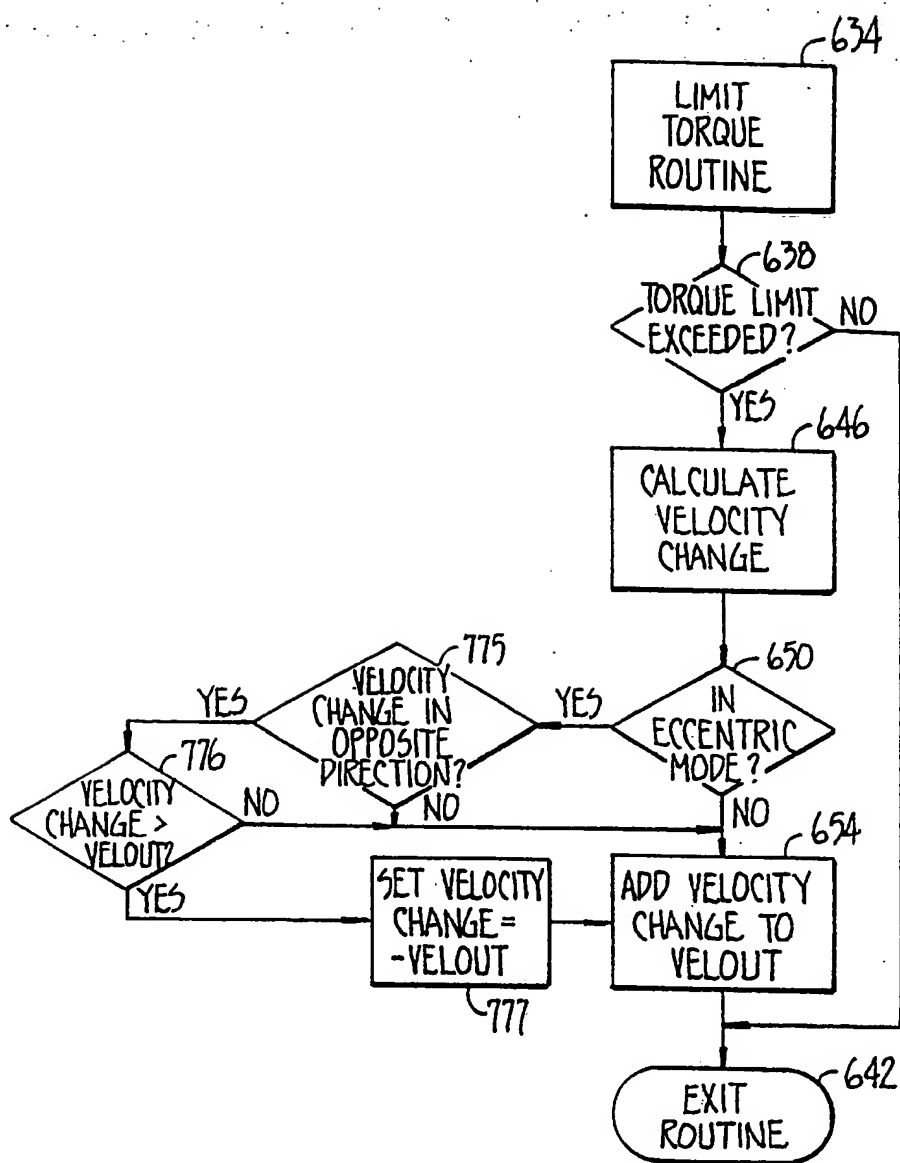 634
LIMIT
TORQUE
ROUTINE
638
TORQUE LIMIT
EXCEEDED?
NO
YES
646
CALCULATE
VELOCITY
CHANGE
650
IN
ECCENTRIC
MODE?
YES
NO
775
VELOCITY
CHANGE IN
OPPOSITE
DIRECTION?
YES
NO
776
VELOCITY
CHANGE >
VELOUT?
NO
YES
SET VELOCITY
CHANGE =
-VELOUT
777
654
ADD VELOCITY
CHANGE TO
VELOUT
642
EXIT
ROUTINE